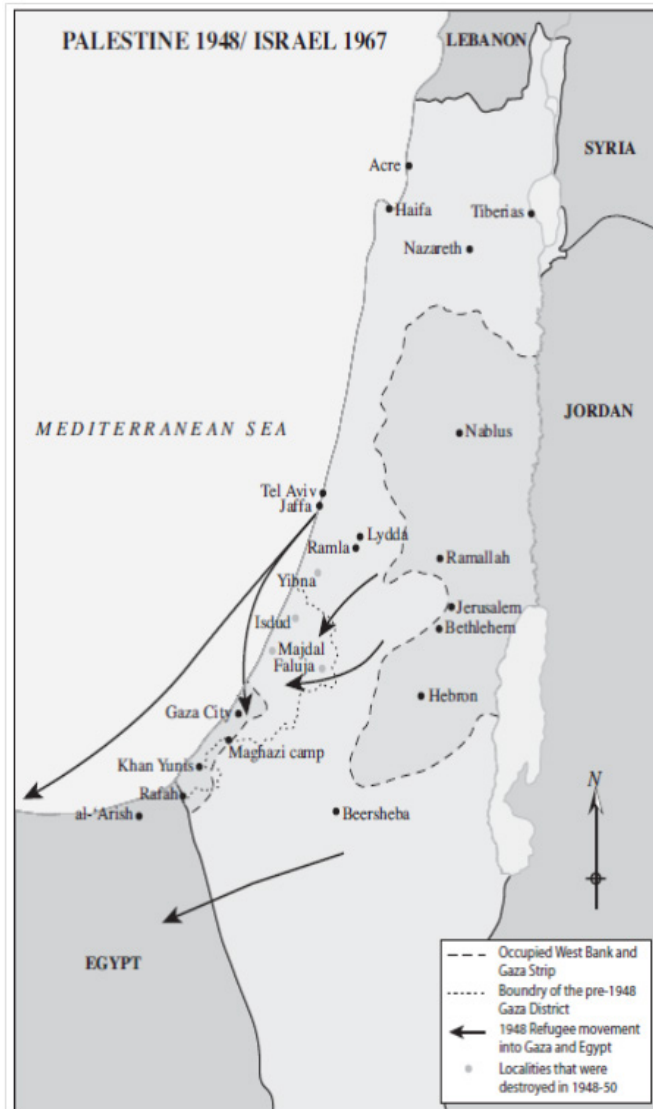 PALESTINE 1948/ ISRAEL 1967
LEBANON
SYRIA
Acre
Haifa
Tiberias
Nazareth
JORDAN
MEDITERRANEAN SEA
Nablus
Tel Aviv
Jaffa
Lydda
Ramla
Ramallah
Yibna
Jerusalem
Isdud
Bethlehem
Majdal
Faluja
Hebron
Gaza City
Maghazi camp
Khan Yunis
Rafah
al-‘Arish
Beersheba
N
EGYPT
Occupied West Bank and
Gaza Strip
Boundry of the pre-1948
Gaza District
1948 Refugee movement
into Gaza and Egypt
Localities that were
destroyed in 1948-50